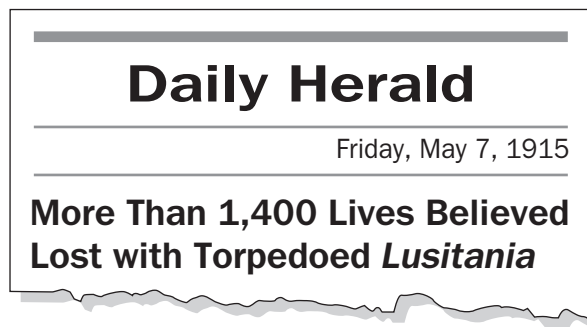 Daily Herald
Friday, May 7, 1915
More Than 1,400 Lives Believed
Lost with Torpedoed Lusitania